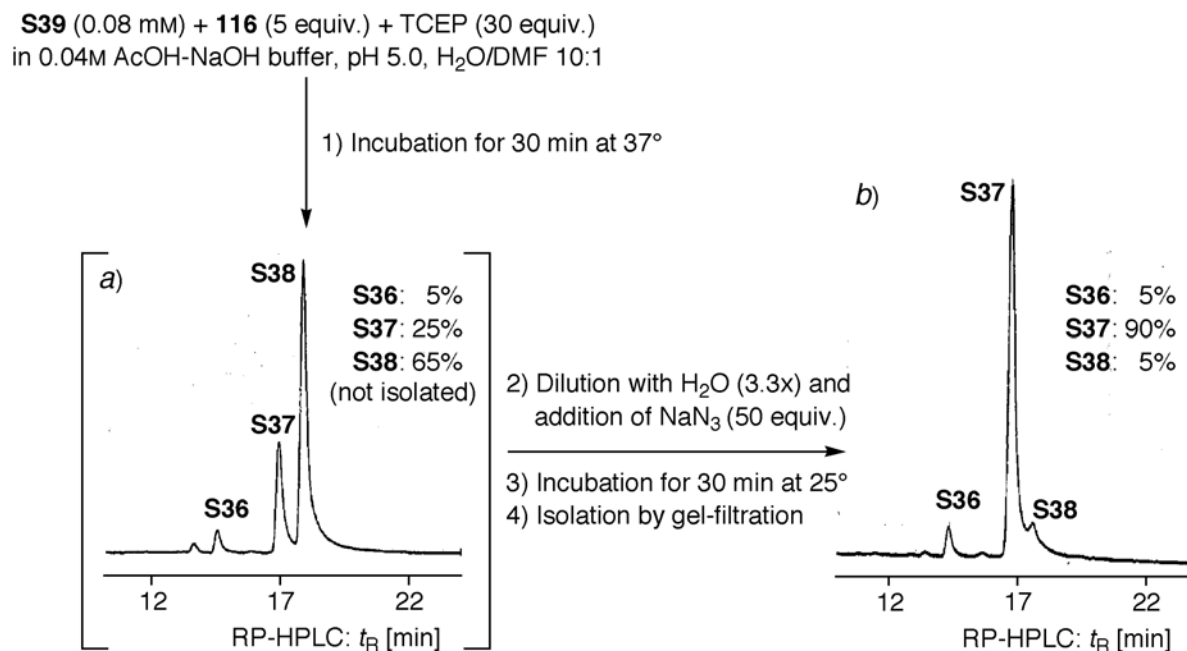 S39 (0.08 mM) + 116 (5 equiv.) + TCEP (30 equiv.)
in 0.04M AcOH-NaOH buffer, pH 5.0, H₂O/DMF 10:1
1) Incubation for 30 min at 37°
a)
S38
S36: 5%
S37: 25%
S38: 65%
(not isolated)
S37
S36
12 17 22
RP-HPLC: tR [min]
2) Dilution with H₂O (3.3x) and
addition of NaN₃ (50 equiv.)
3) Incubation for 30 min at 25°
4) Isolation by gel-filtration
b)
S37
S36: 5%
S37: 90%
S38: 5%
S36
S38
12 17 22
RP-HPLC: tR [min]